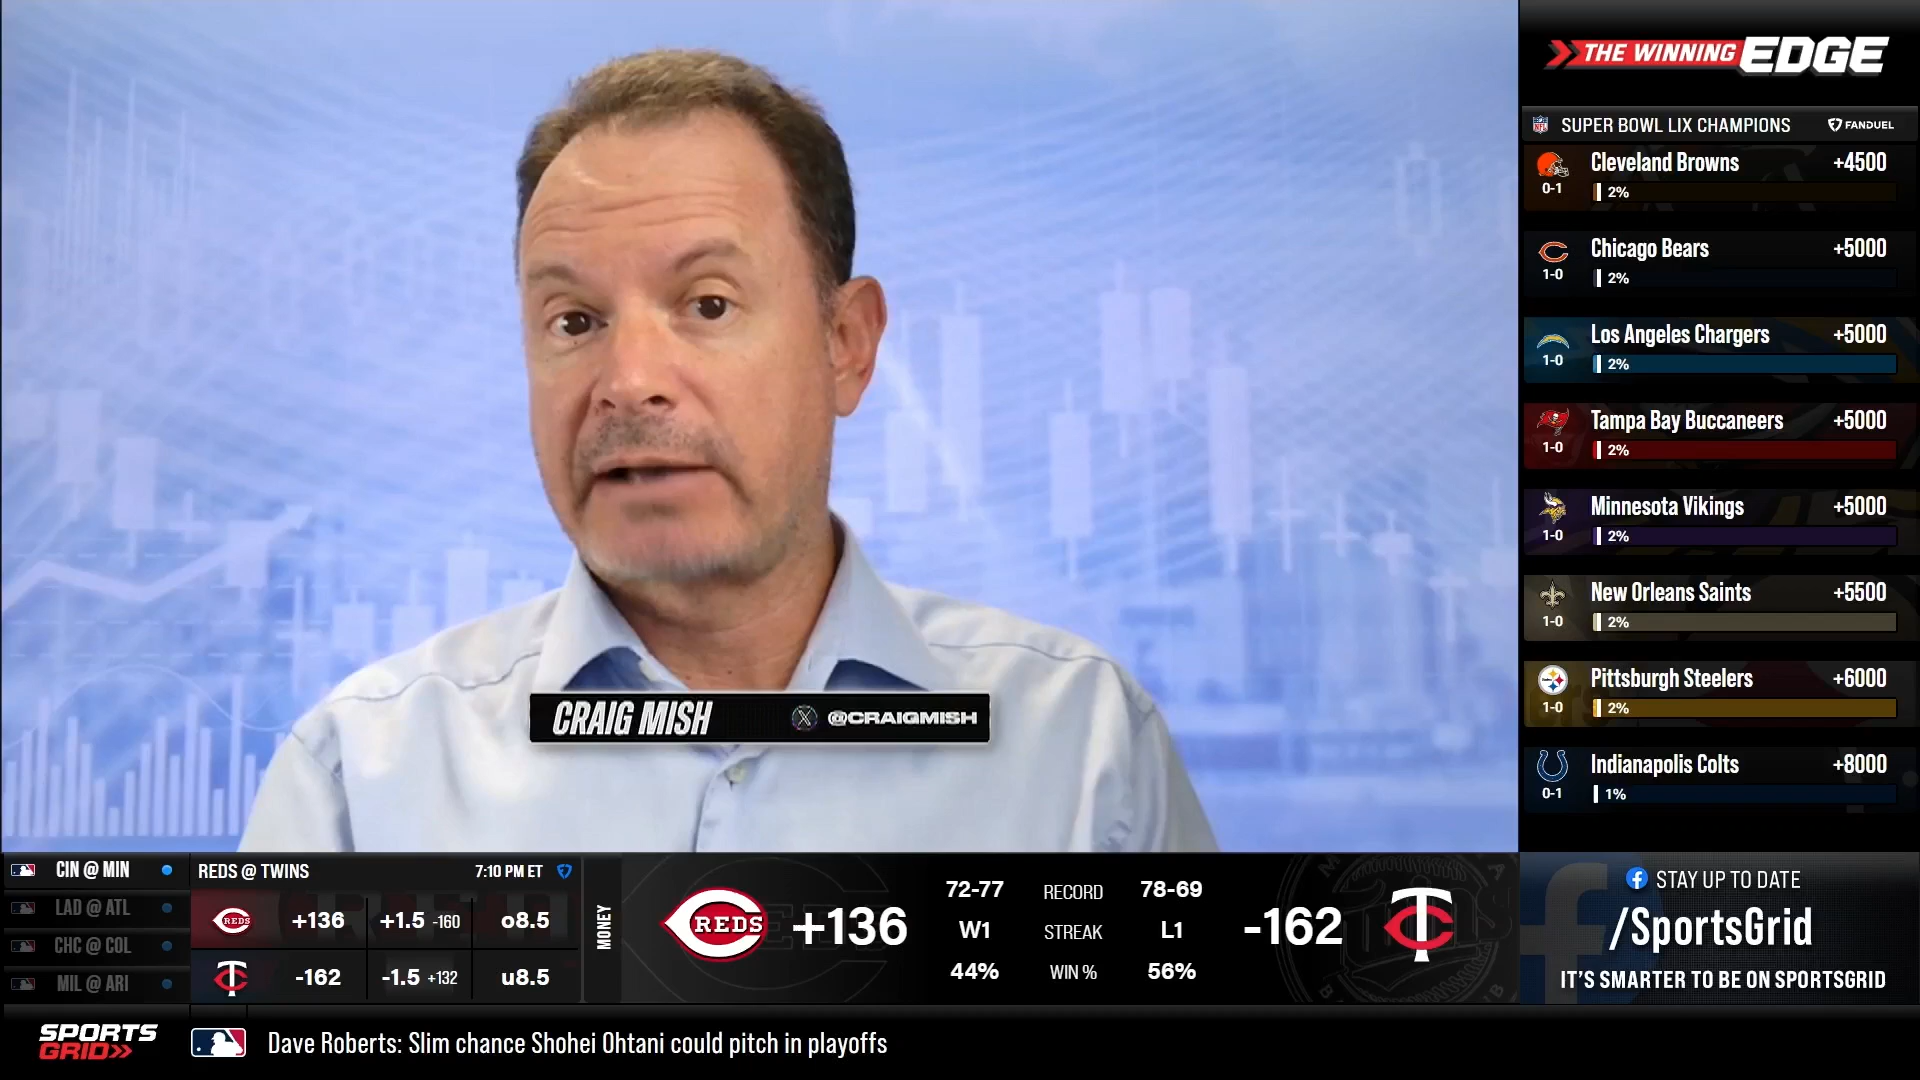 THE WINNING EDGE
NFL SUPER BOWL LIX CHAMPIONS FANDUEL
Cleveland Browns +4500
0-1 2%
Chicago Bears +5000
1-0 2%
Los Angeles Chargers +5000
1-0 2%
Tampa Bay Buccaneers +5000
1-0 2%
Minnesota Vikings +5000
1-0 2%
New Orleans Saints +5500
1-0 2%
Pittsburgh Steelers +6000
1-0 2%
Indianapolis Colts +8000
0-1 1%
CRAIG MISH X @CRAIGMISH
CIN @ MIN
LAD @ ATL
CHC @ COL
MIL @ ARI
REDS @ TWINS 7:10 PM ET
REDS +136 +1.5 -160 o8.5
TC -162 -1.5 +132 u8.5
MONEY
REDS +136
72-77 RECORD 78-69
W1 STREAK L1
44% WIN % 56%
-162 TC
STAY UP TO DATE
/SportsGrid
IT'S SMARTER TO BE ON SPORTSGRID
SPORTS
GRID
Dave Roberts: Slim chance Shohei Ohtani could pitch in playoffs